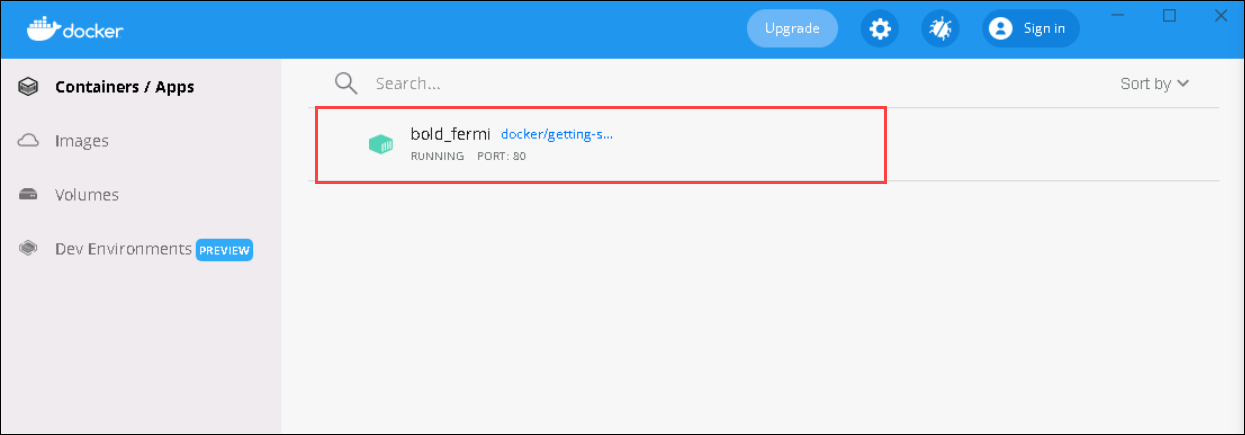 docker
Upgrade
Sign in
Containers / Apps
Images
Volumes
Dev Environments PREVIEW
Search...
Sort by
bold_fermi docker/getting-s...
RUNNING PORT: 80